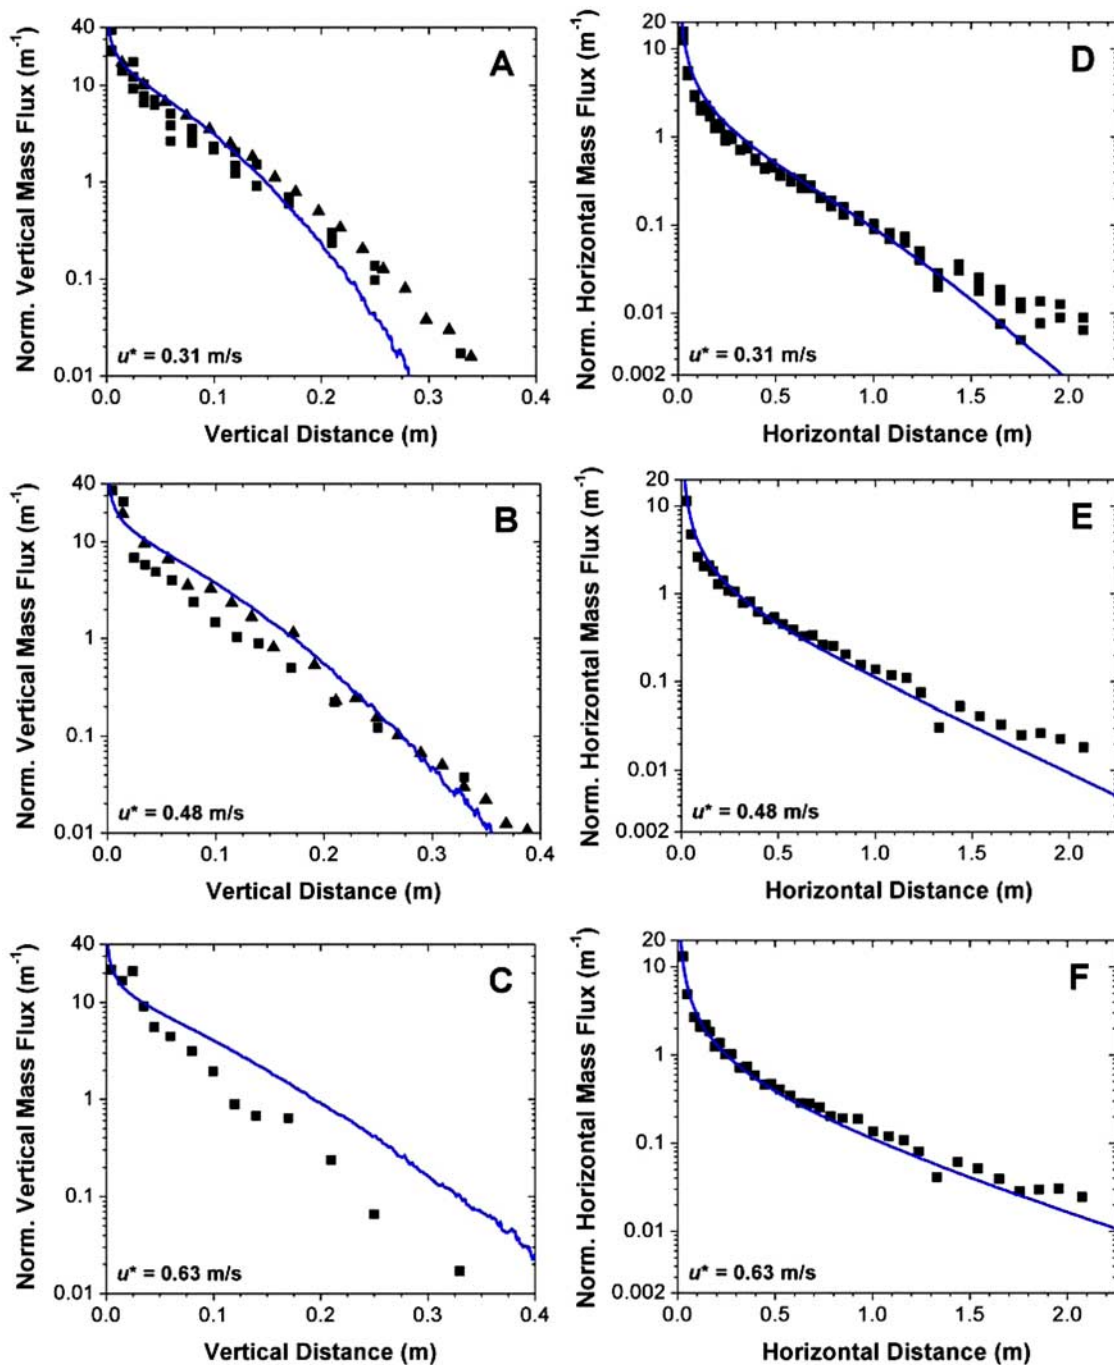 A
Norm. Vertical Mass Flux (m⁻¹)
40
10
1
0.1
0.01
u* = 0.31 m/s
0.0 0.1 0.2 0.3 0.4
Vertical Distance (m)
D
Norm. Horizontal Mass Flux (m⁻¹)
20
10
1
0.1
0.01
0.002
u* = 0.31 m/s
0.0 0.5 1.0 1.5 2.0
Horizontal Distance (m)
B
Norm. Vertical Mass Flux (m⁻¹)
40
10
1
0.1
0.01
u* = 0.48 m/s
0.0 0.1 0.2 0.3 0.4
Vertical Distance (m)
E
Norm. Horizontal Mass Flux (m⁻¹)
20
10
1
0.1
0.01
0.002
u* = 0.48 m/s
0.0 0.5 1.0 1.5 2.0
Horizontal Distance (m)
C
Norm. Vertical Mass Flux (m⁻¹)
40
10
1
0.1
0.01
u* = 0.63 m/s
0.0 0.1 0.2 0.3 0.4
Vertical Distance (m)
F
Norm. Horizontal Mass Flux (m⁻¹)
20
10
1
0.1
0.01
0.002
u* = 0.63 m/s
0.0 0.5 1.0 1.5 2.0
Horizontal Distance (m)